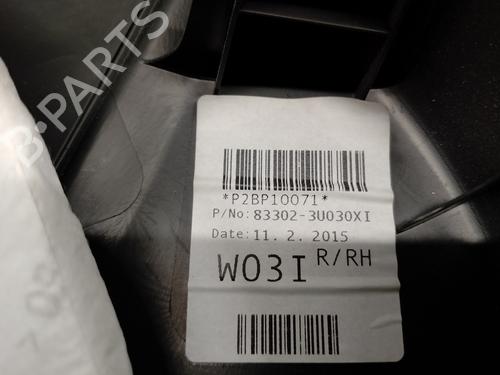 B-PARTS
*P2BP10071*
P/No: 83302-3U030XI
Date: 11. 2. 2015
W03I R/RH